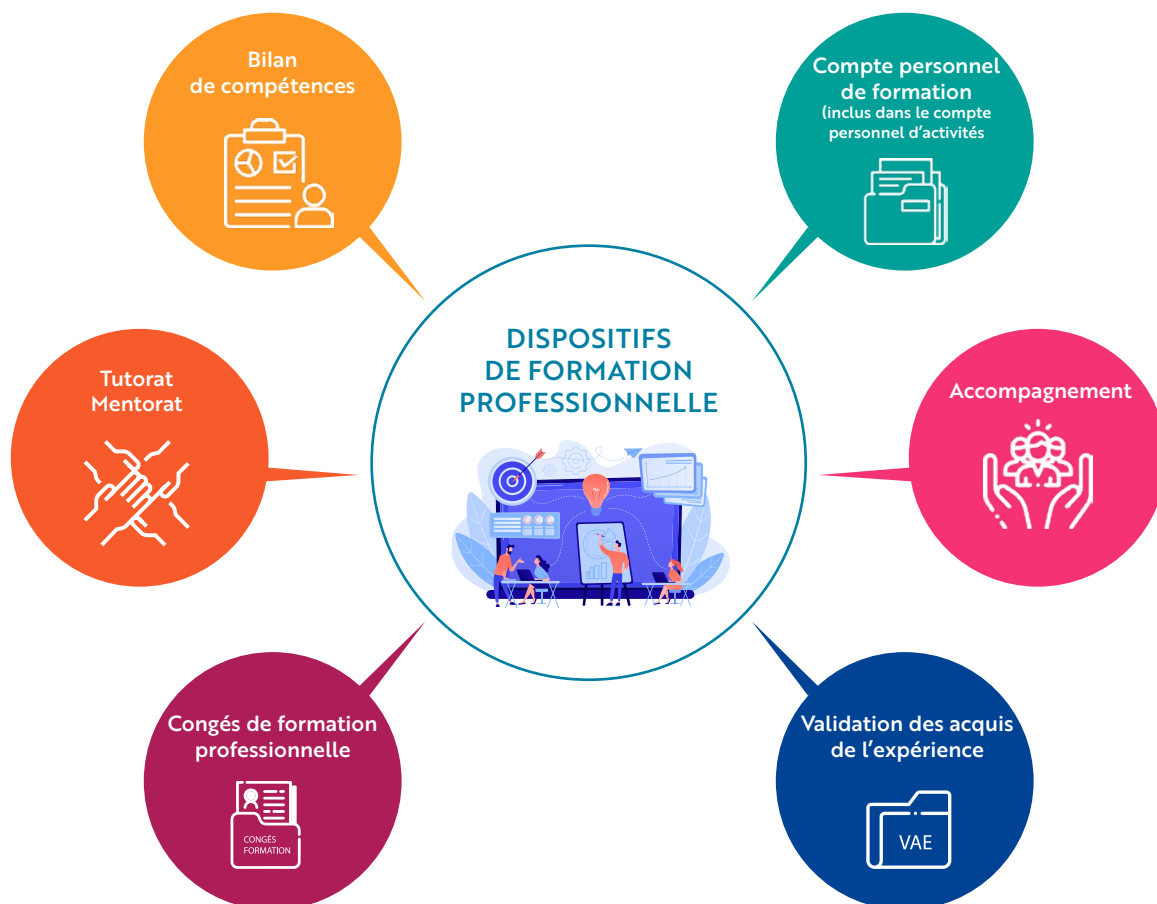 Bilan
de compétences
Compte personnel
de formation
(inclus dans le compte
personnel d’activités
DISPOSITIFS
DE FORMATION
PROFESSIONNELLE
Tutorat
Mentorat
Accompagnement
Congés de formation
professionnelle
CONGÉS
FORMATION
Validation des acquis
de l’expérience
VAE